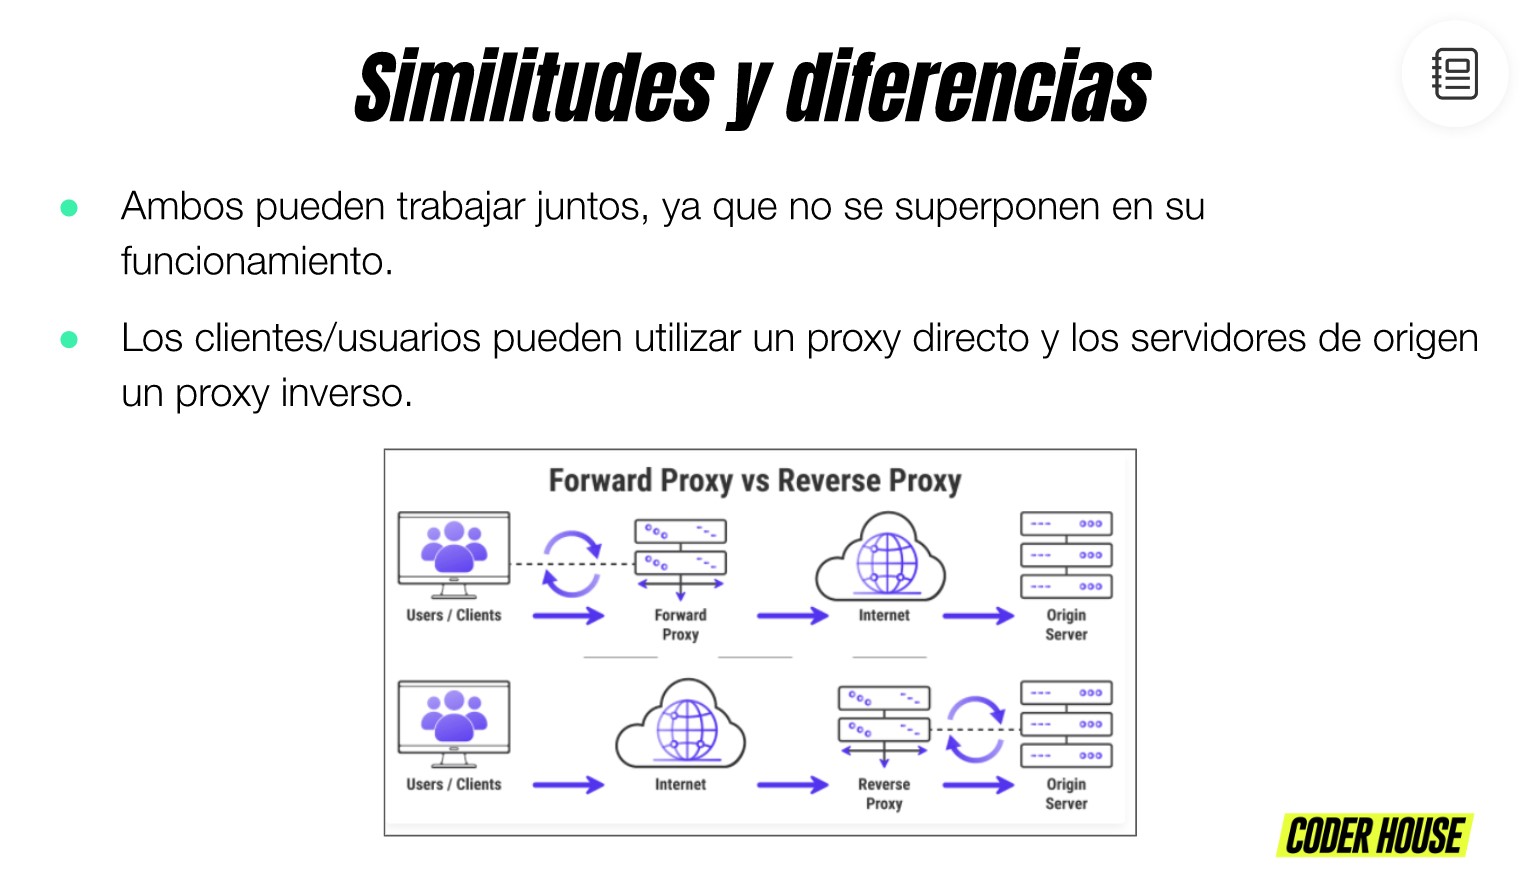 Similitudes y diferencias
Ambos pueden trabajar juntos, ya que no se superponen en su
funcionamiento.
Los clientes/usuarios pueden utilizar un proxy directo y los servidores de origen
un proxy inverso.
Forward Proxy vs Reverse Proxy
Users / Clients
Forward
Proxy
Internet
Origin
Server
Users / Clients
Internet
Reverse
Proxy
Origin
Server
CODER HOUSE